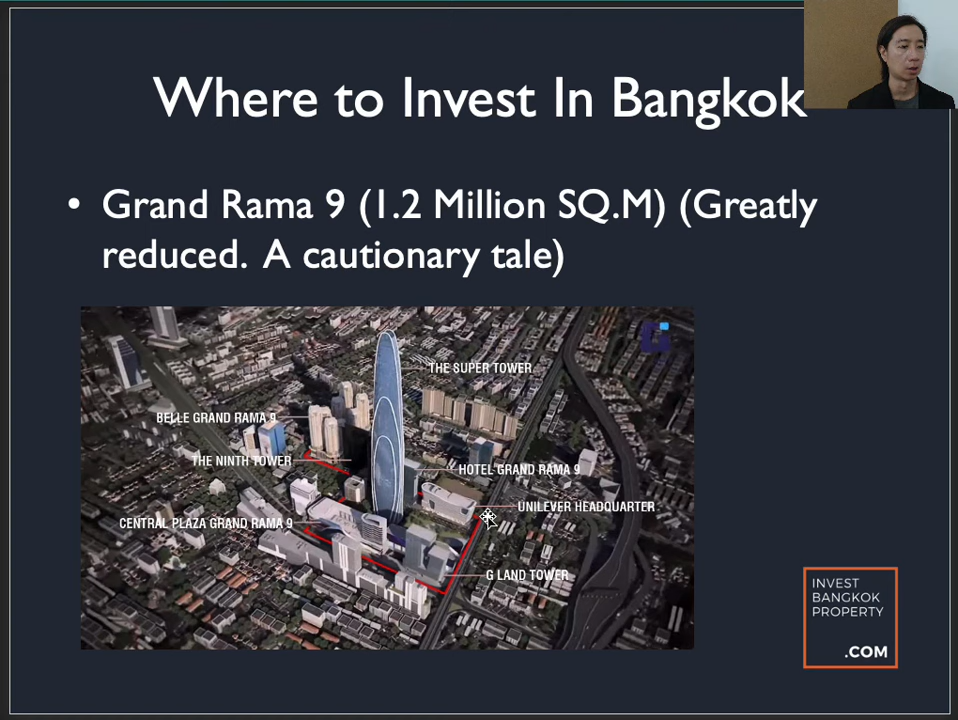 Where to Invest In Bangkok
• Grand Rama 9 (1.2 Million SQ.M) (Greatly
reduced. A cautionary tale)
THE SUPER TOWER
BELLE GRAND RAMA 9
THE NINTH TOWER
HOTEL GRAND RAMA 9
UNILEVER HEADQUARTER
CENTRAL PLAZA GRAND RAMA 9
G LAND TOWER
INVEST
BANGKOK
PROPERTY
.COM